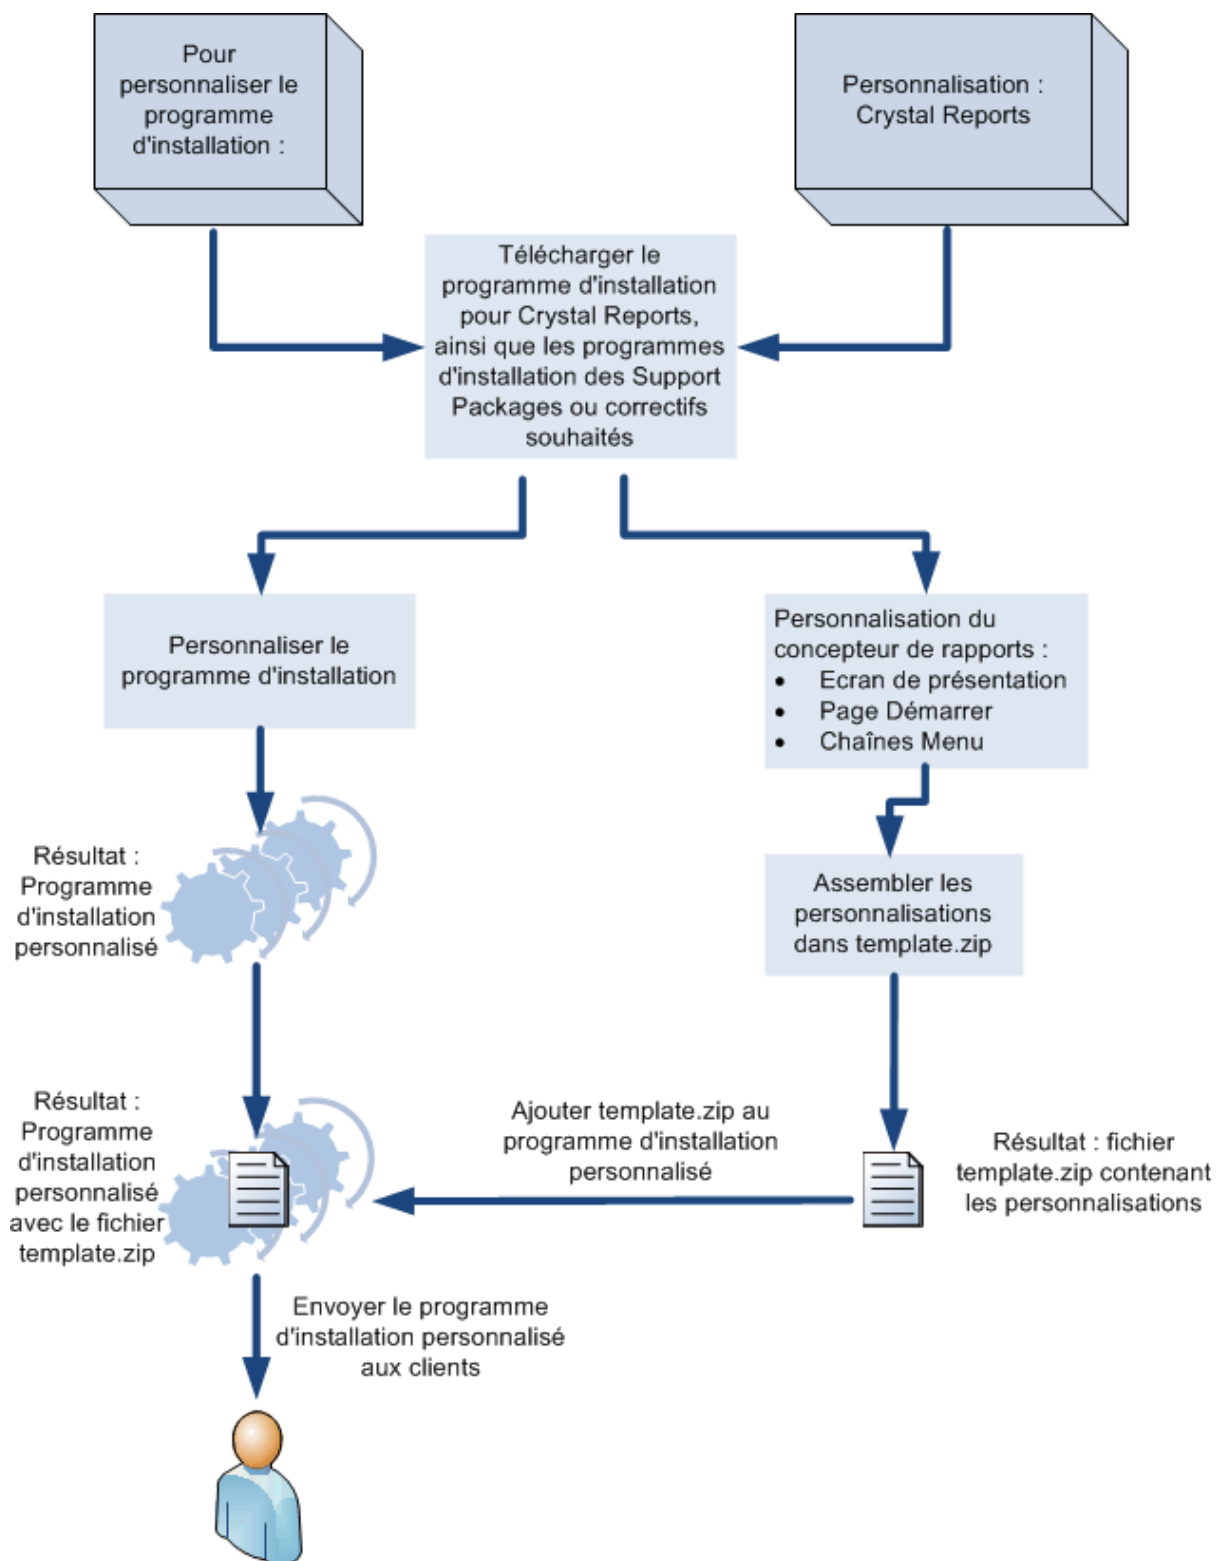 Pour
personnaliser le
programme
d'installation :
Personnalisation :
Crystal Reports
Télécharger le
programme d'installation
pour Crystal Reports,
ainsi que les programmes
d'installation des Support
Packages ou correctifs
souhaités
Personnaliser le
programme d'installation
Personnalisation du
concepteur de rapports :
• Ecran de présentation
• Page Démarrer
• Chaînes Menu
Résultat :
Programme
d'installation
personnalisé
Assembler les
personnalisations
dans template.zip
Résultat :
Programme
d'installation
personnalisé
avec le fichier
template.zip
Ajouter template.zip au
programme d'installation
personnalisé
Résultat : fichier
template.zip contenant
les personnalisations
Envoyer le programme
d'installation personnalisé
aux clients